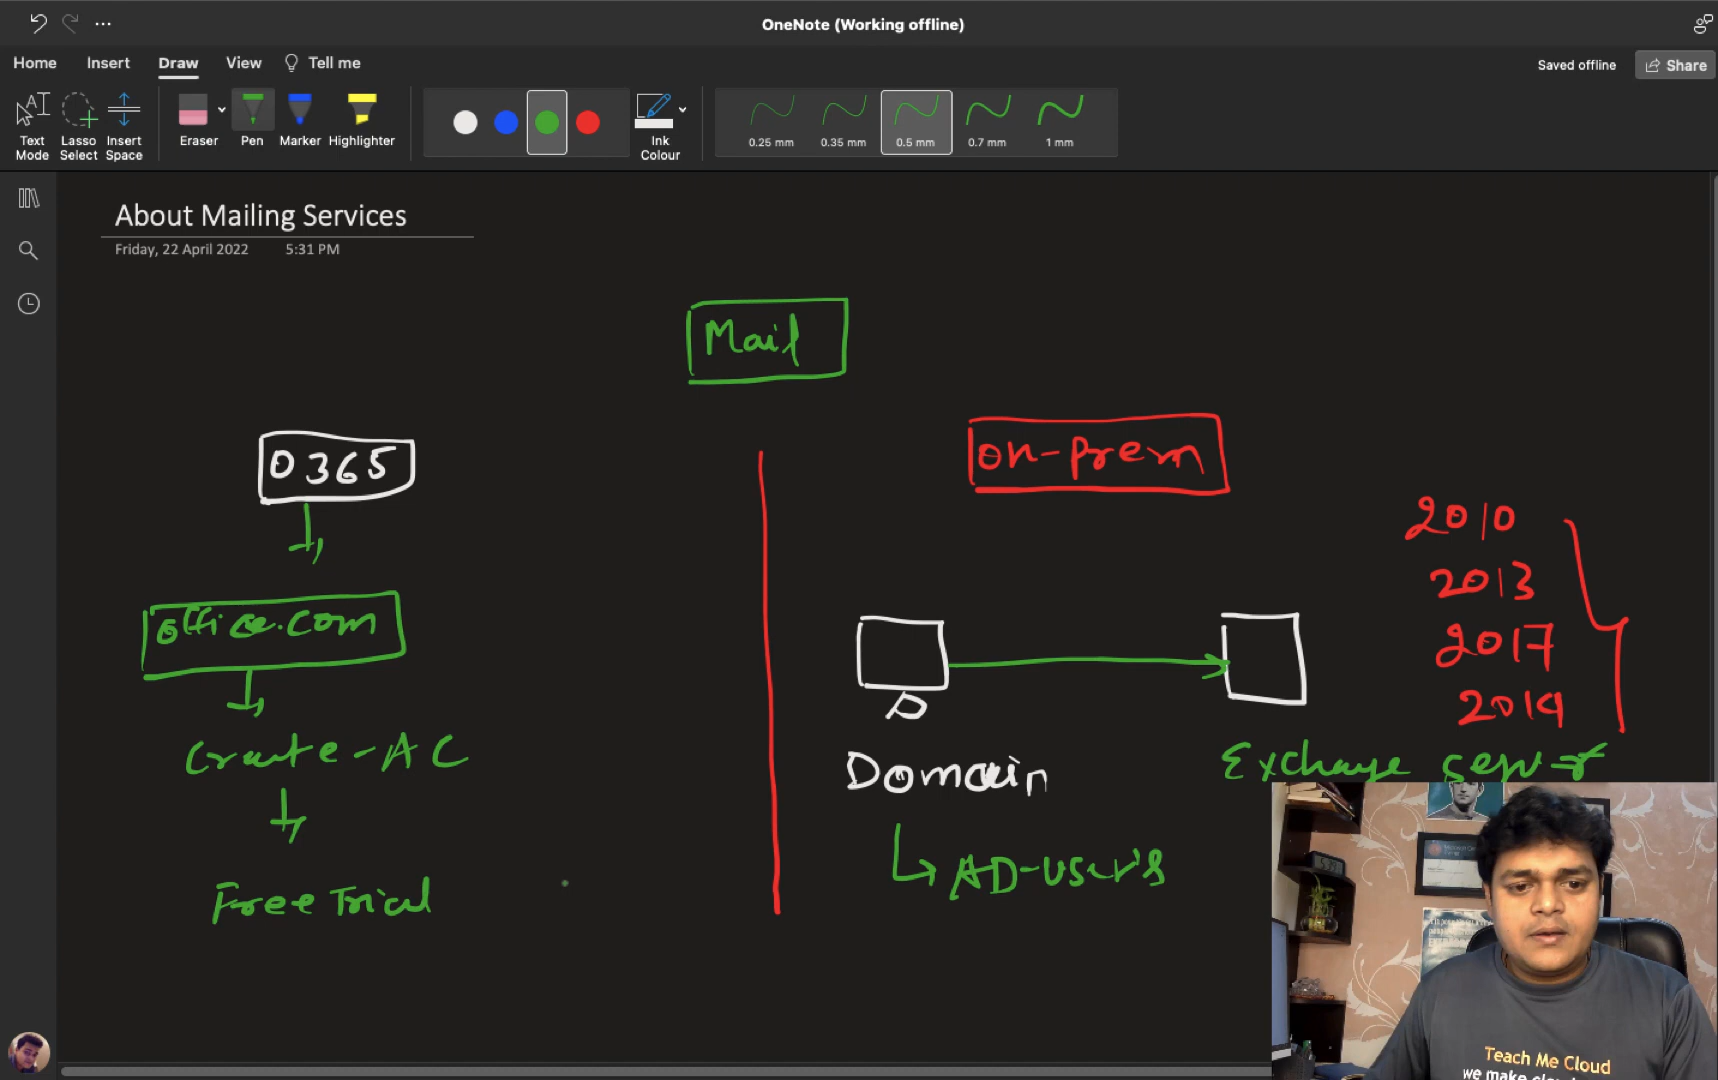 OneNote (Working offline)
Home Insert Draw View Tell me
Saved offline Share
Text Mode
Lasso Select
Insert Space
Eraser Pen Marker Highlighter
Ink Colour
0.25 mm 0.35 mm 0.5 mm 0.7 mm 1 mm
About Mailing Services
Friday, 22 April 2022 5:31 PM
Mail
O365
on-prem
2010
2013
2017
2019
office.com
Create-AC
Free Trial
Domain
AD-user's
Exchange server
Teach Me Cloud